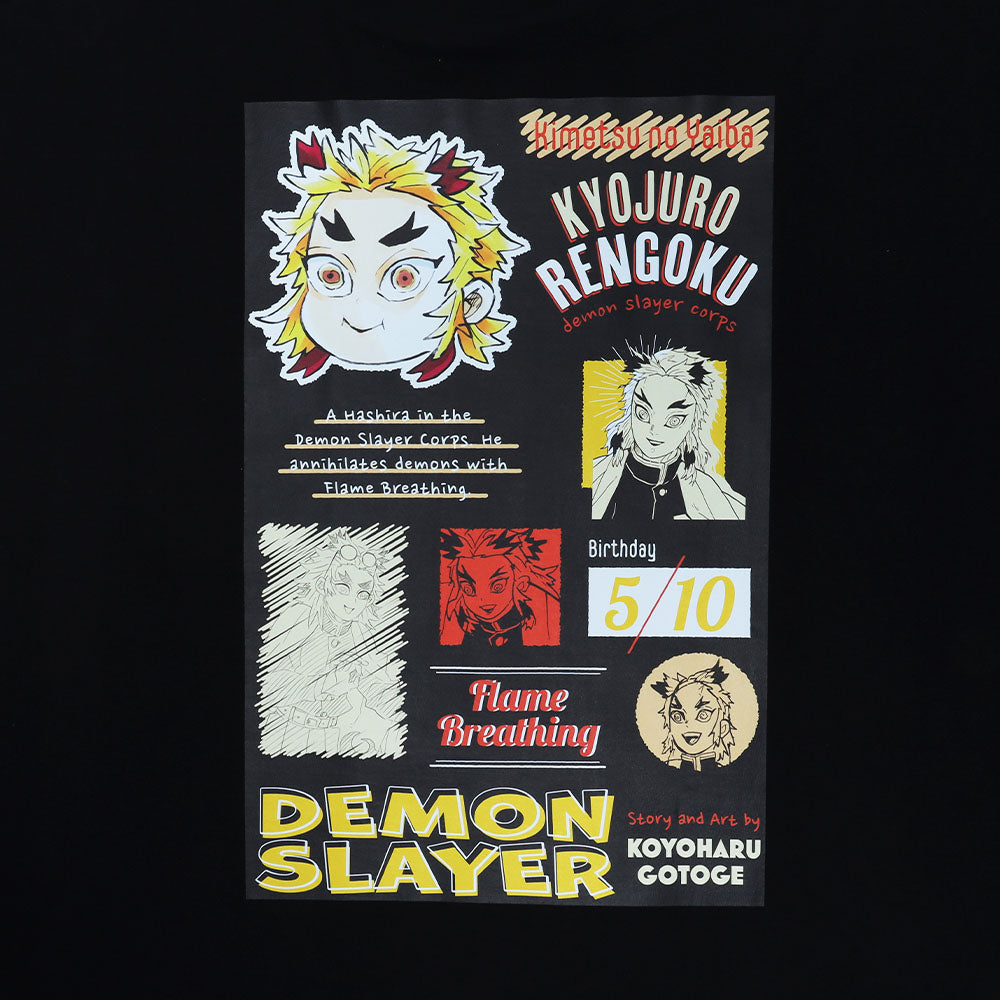 Kimetsu no Yaiba
KYOJURO
RENGOKU
demon slayer corps
A Hashira in the
Demon Slayer Corps. He
annihilates demons with
Flame Breathing.
Birthday
5/10
Flame
Breathing
DEMON
SLAYER
Story and Art by
KOYOHARU
GOTOGE